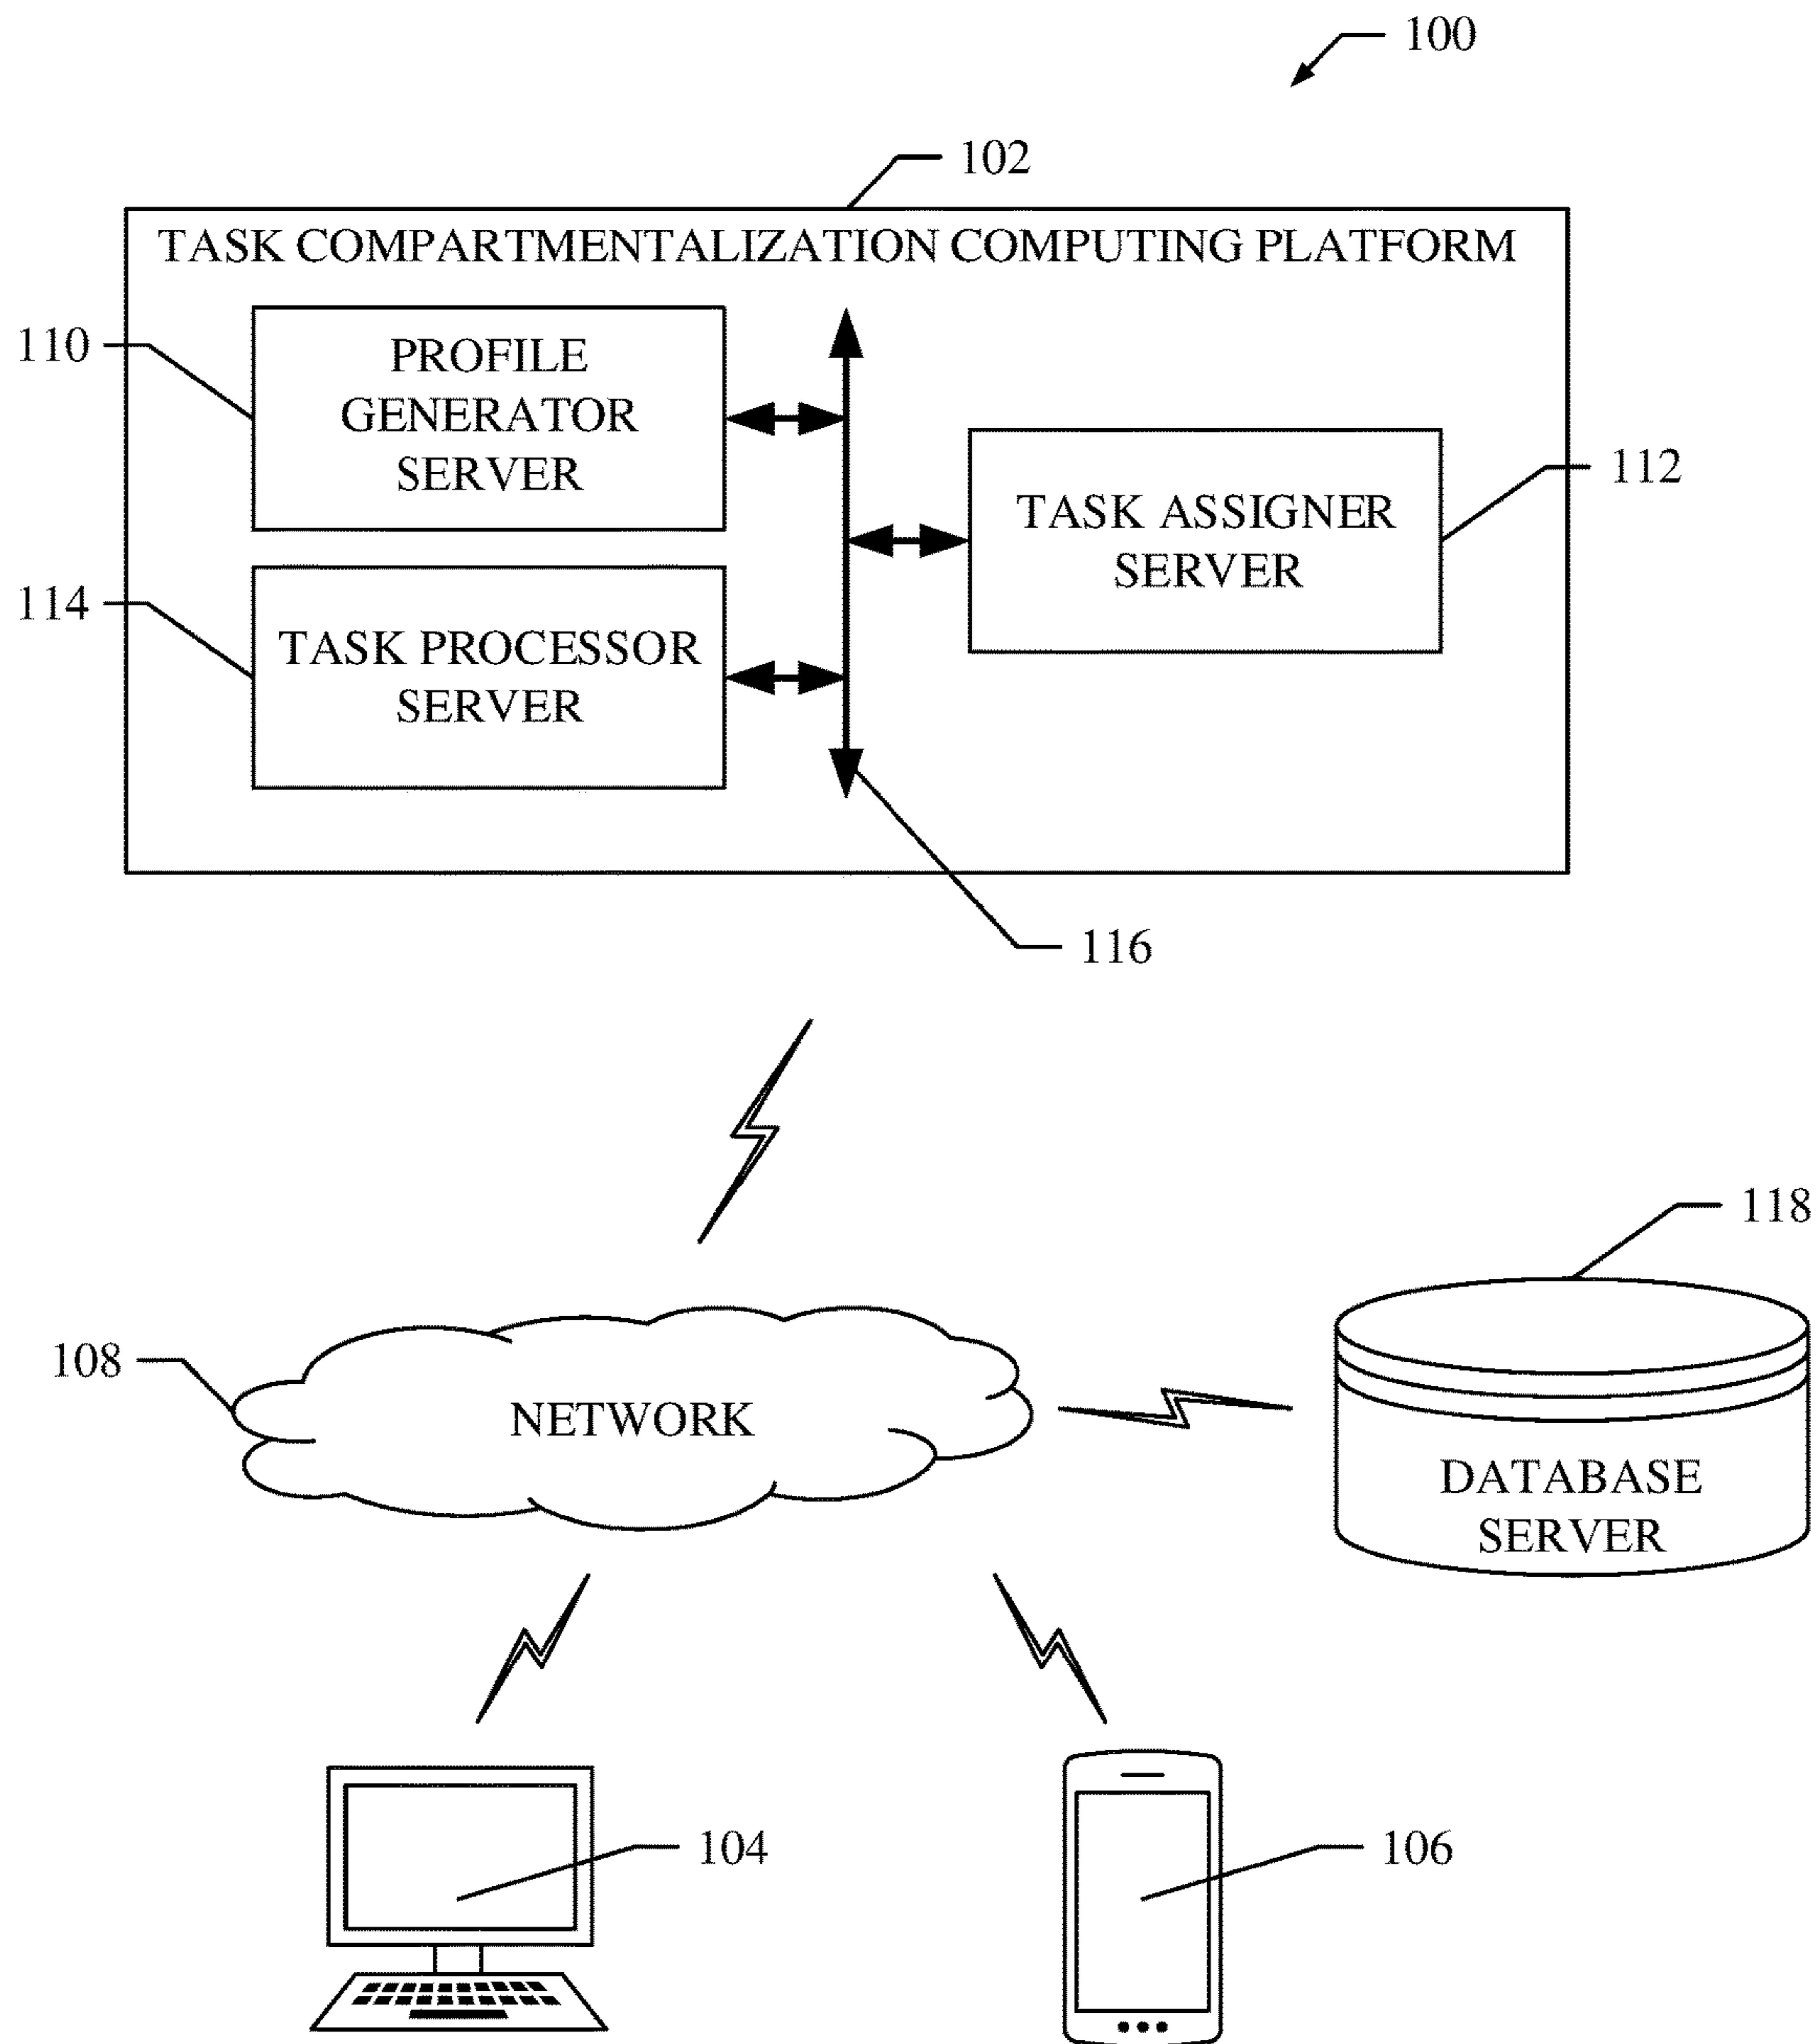 100
102
TASK COMPARTMENTALIZATION COMPUTING PLATFORM
110
PROFILE
GENERATOR
SERVER
112
TASK ASSIGNER
SERVER
114
TASK PROCESSOR
SERVER
116
118
108
NETWORK
DATABASE
SERVER
104
106